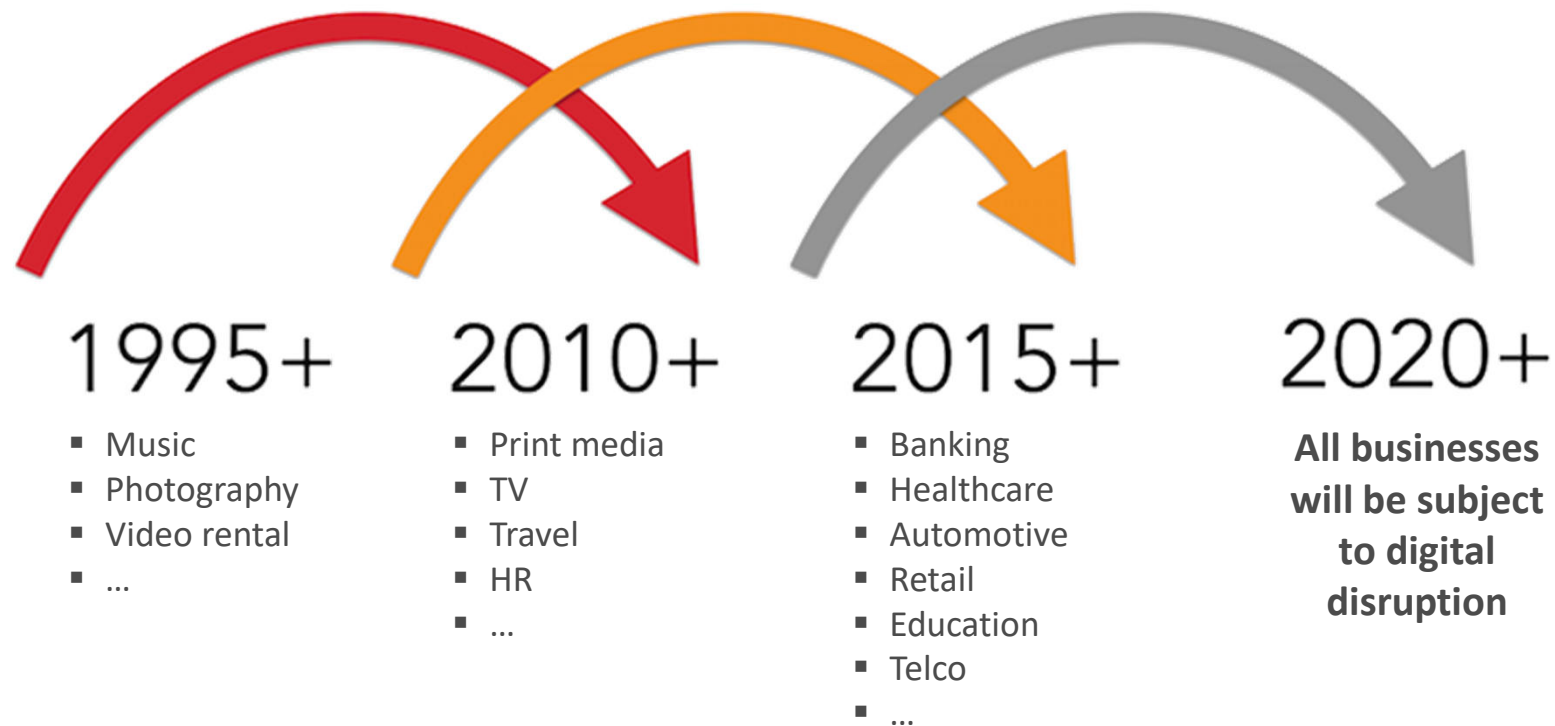 1995+
▪ Music
▪ Photography
▪ Video rental
▪ ...
2010+
▪ Print media
▪ TV
▪ Travel
▪ HR
▪ ...
2015+
▪ Banking
▪ Healthcare
▪ Automotive
▪ Retail
▪ Education
▪ Telco
▪ ...
2020+
All businesses
will be subject
to digital
disruption